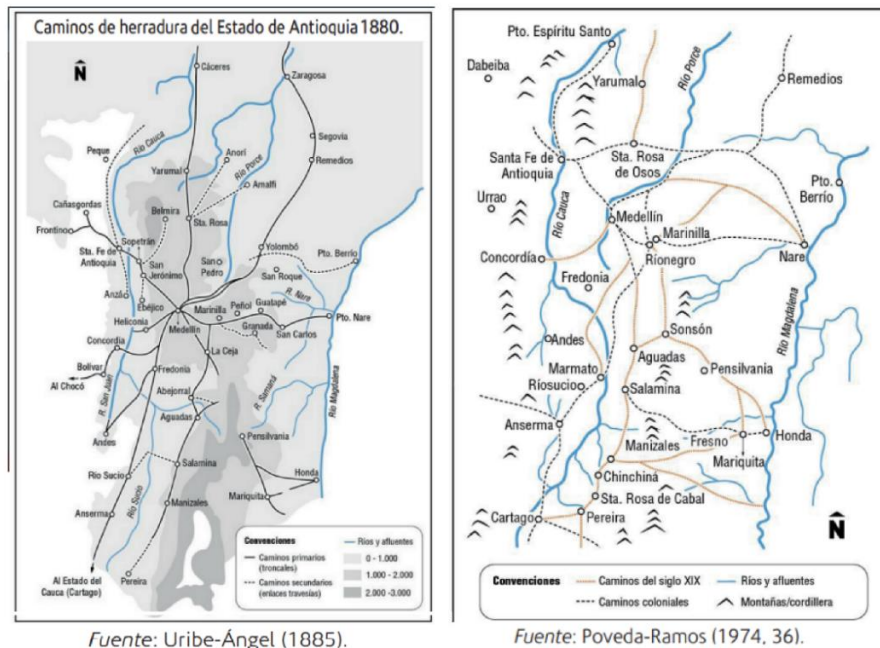 Caminos de herradura del Estado de Antioquia 1880.
N
Cáceres
Zaragosa
Río Cauca
Segovia
Peque
Anorí
Río Porce
Remedios
Yarumal
Amalfi
Cañasgordas
Belmira
Sta. Rosa
Frontino
Sopetrán
Yolombó
Sta. Fe de
Antioquia
San
Jerónimo
San
Pedro
Pto. Berrío
San Roque
R. Nare
Anzá
Ebéjico
Peñol
Guatapé
Marinilla
Heliconia
Medellín
Granada
Pto. Nare
San Carlos
Concordia
La Ceja
Bolívar
Fredonia
Al Chocó
R. San Juan
Abejorral
R. Samaná
Río Magdalena
Aguadas
Andes
Pensilvania
Río Sucio
Salamina
Honda
Mariquita
Anserma
Río Sucio
Manizales
Al Estado del
Cauca (Cartago)
Pereira
Convenciones
Caminos primarios
(troncales)
Caminos secundarios
(enlaces travesías)
Ríos y afluentes
0 - 1.000
1.000 - 2.000
2.000 -3.000
Fuente: Uribe-Ángel (1885).
Pto. Espíritu Santo
Río Porce
Dabeiba
Yarumal
Remedios
Santa Fe de
Antioquia
Sta. Rosa
de Osos
Pto.
Berrío
Urrao
Río Cauca
Medellín
Marinilla
Concordía
Ríonegro
Nare
Fredonia
Río Magdalena
Andes
Sonsón
Aguadas
Marmato
Pensilvania
Ríosucio
Salamina
Anserma
Manizales
Fresno
Honda
Mariquita
Chinchiná
Sta. Rosa de Cabal
Cartago
Pereira
N
Convenciones
Caminos del siglo XIX
Ríos y afluentes
Caminos coloniales
Montañas/cordillera
Fuente: Poveda-Ramos (1974, 36).